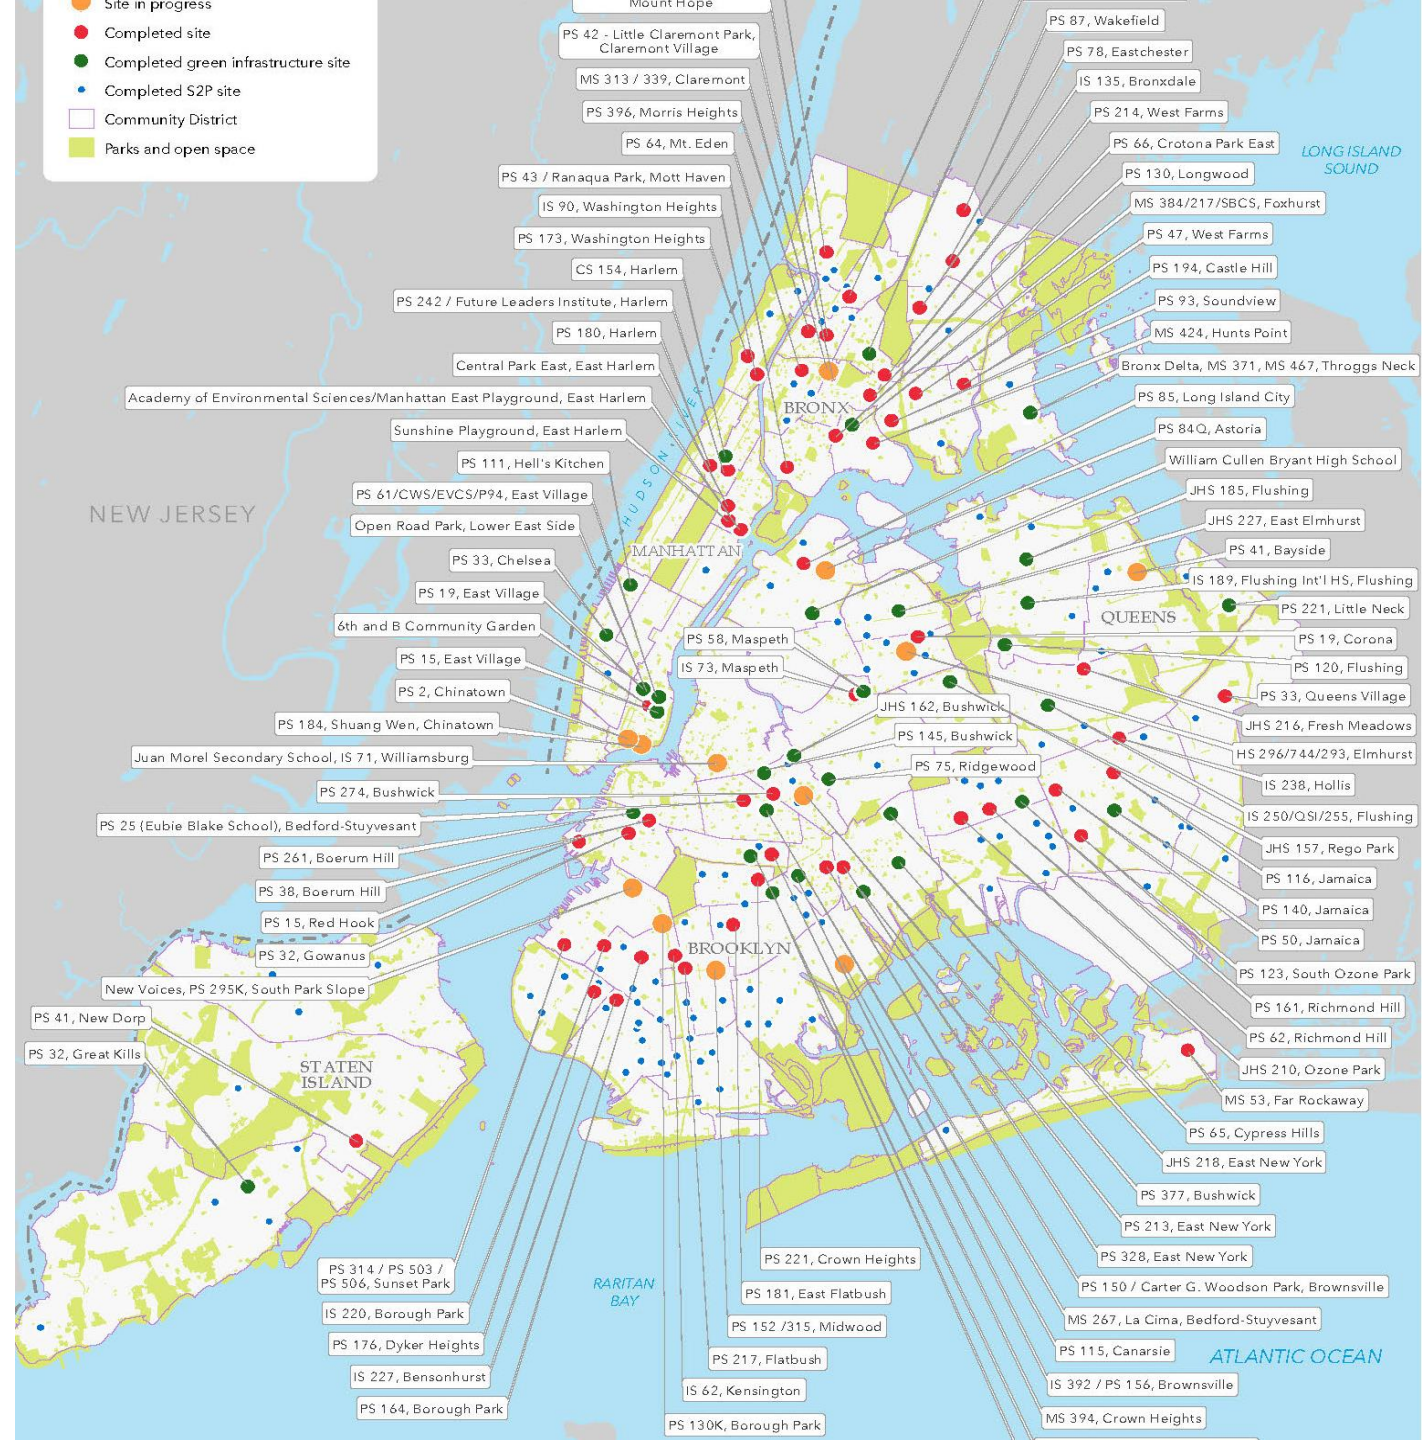 Site in progress
Completed site
Completed green infrastructure site
Completed S2P site
Community District
Parks and open space
Mount Hope
PS 42 - Little Claremont Park,
Claremont Village
MS 313 / 339, Claremont
PS 396, Morris Heights
PS 64, Mt. Eden
PS 43 / Ranaqua Park, Mott Haven
IS 90, Washington Heights
PS 173, Washington Heights
CS 154, Harlem
PS 242 / Future Leaders Institute, Harlem
PS 180, Harlem
Central Park East, East Harlem
Academy of Environmental Sciences/Manhattan East Playground, East Harlem
Sunshine Playground, East Harlem
PS 111, Hell's Kitchen
PS 61/CWS/EVCS/P94, East Village
Open Road Park, Lower East Side
PS 33, Chelsea
PS 19, East Village
6th and B Community Garden
PS 15, East Village
PS 2, Chinatown
PS 184, Shuang Wen, Chinatown
Juan Morel Secondary School, IS 71, Williamsburg
PS 274, Bushwick
PS 25 (Eubie Blake School), Bedford-Stuyvesant
PS 261, Boerum Hill
PS 38, Boerum Hill
PS 15, Red Hook
PS 32, Gowanus
New Voices, PS 295K, South Park Slope
PS 41, New Dorp
PS 32, Great Kills
PS 314 / PS 503 /
PS 506, Sunset Park
IS 220, Borough Park
PS 176, Dyker Heights
IS 227, Bensonhurst
PS 164, Borough Park
PS 87, Wakefield
PS 78, Eastchester
IS 135, Bronxdale
PS 214, West Farms
PS 66, Crotona Park East
PS 130, Longwood
MS 384/217/SBCS, Foxhurst
PS 47, West Farms
PS 194, Castle Hill
PS 93, Soundview
MS 424, Hunts Point
Bronx Delta, MS 371, MS 467, Throggs Neck
PS 85, Long Island City
PS 84Q, Astoria
William Cullen Bryant High School
JHS 185, Flushing
JHS 227, East Elmhurst
PS 41, Bayside
IS 189, Flushing Int'l HS, Flushing
PS 221, Little Neck
PS 19, Corona
PS 120, Flushing
PS 33, Queens Village
JHS 216, Fresh Meadows
HS 296/744/293, Elmhurst
IS 238, Hollis
IS 250/QSI/255, Flushing
JHS 157, Rego Park
PS 116, Jamaica
PS 140, Jamaica
PS 50, Jamaica
PS 123, South Ozone Park
PS 161, Richmond Hill
PS 62, Richmond Hill
JHS 210, Ozone Park
MS 53, Far Rockaway
PS 65, Cypress Hills
JHS 218, East New York
PS 377, Bushwick
PS 213, East New York
PS 328, East New York
PS 150 / Carter G. Woodson Park, Brownsville
MS 267, La Cima, Bedford-Stuyvesant
PS 115, Canarsie
IS 392 / PS 156, Brownsville
MS 394, Crown Heights
PS 58, Maspeth
IS 73, Maspeth
JHS 162, Bushwick
PS 145, Bushwick
PS 75, Ridgewood
PS 221, Crown Heights
PS 181, East Flatbush
PS 152 /315, Midwood
PS 217, Flatbush
IS 62, Kensington
PS 130K, Borough Park
LONG ISLAND
SOUND
BRONX
HUDSON RIVER
NEW JERSEY
MANHATTAN
QUEENS
BROOKLYN
STATEN
ISLAND
RARITAN
BAY
ATLANTIC OCEAN